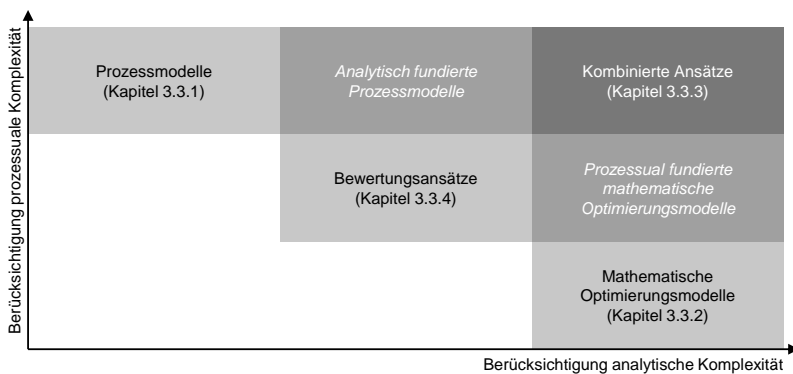 Berücksichtigung prozessuale Komplexität
Prozessmodelle
(Kapitel 3.3.1)
Analytisch fundierte
Prozessmodelle
Kombinierte Ansätze
(Kapitel 3.3.3)
Bewertungsansätze
(Kapitel 3.3.4)
Prozessual fundierte
mathematische
Optimierungsmodelle
Mathematische
Optimierungsmodelle
(Kapitel 3.3.2)
Berücksichtigung analytische Komplexität